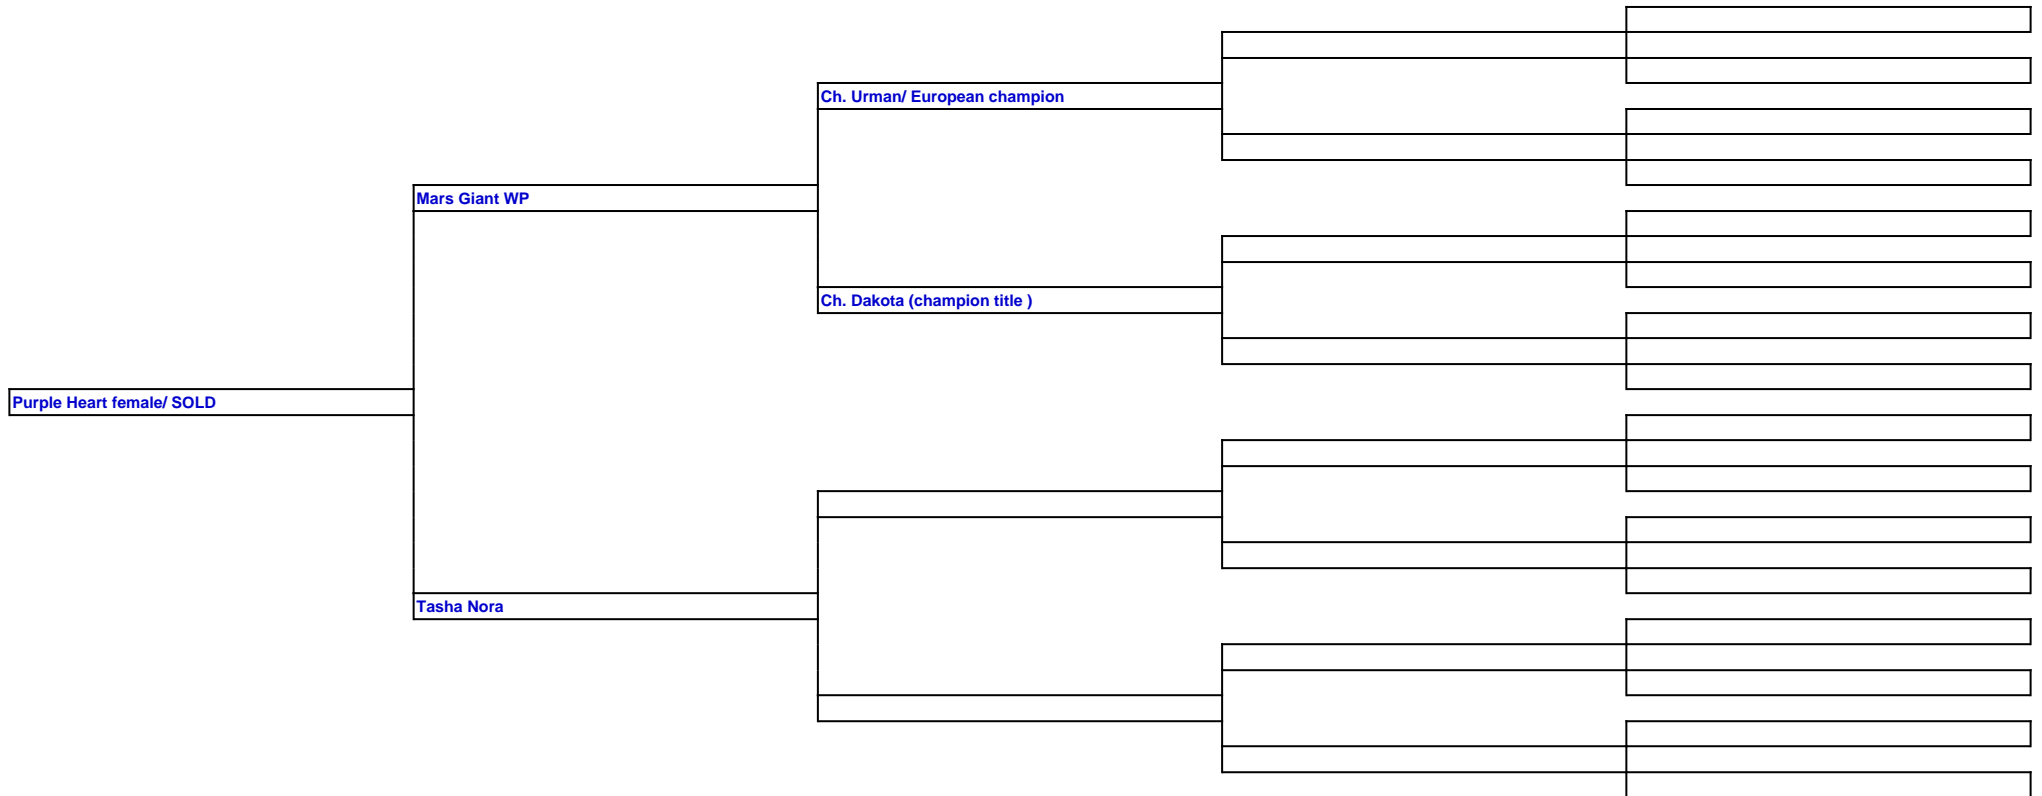 Ch. Urman/ European champion
Mars Giant WP
Ch. Dakota (champion title )
Purple Heart female/ SOLD
Tasha Nora